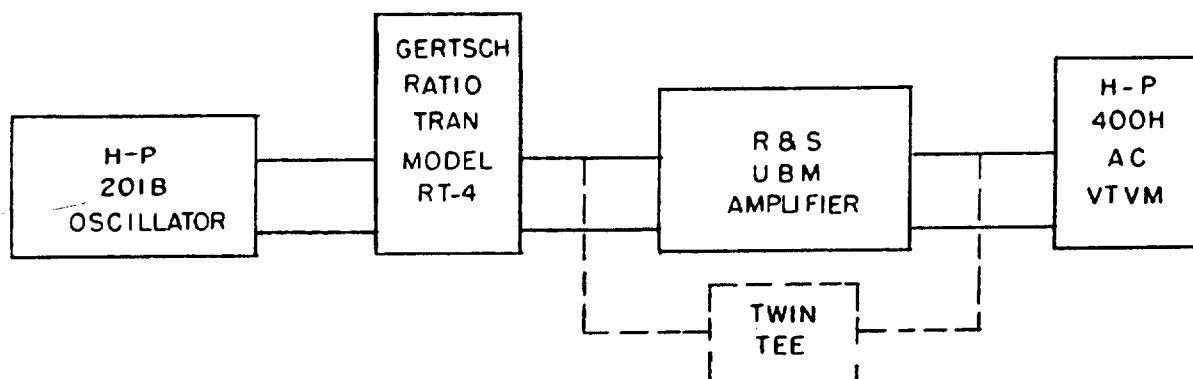 H-P
201B
OSCILLATOR
GERTSCH
RATIO
TRAN
MODEL
RT-4
R & S
UBM
AMPLIFIER
TWIN
TEE
H-P
400H
AC
VTVM